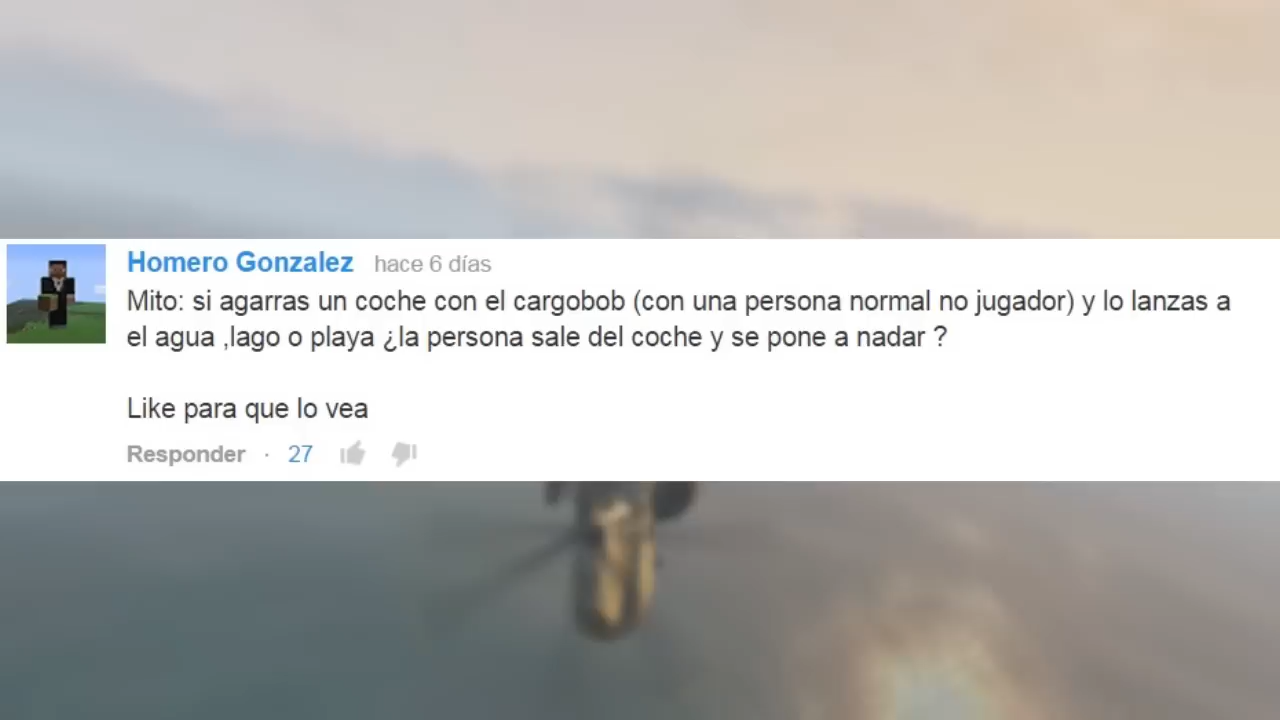 Homero Gonzalez hace 6 días
Mito: si agarras un coche con el cargobob (con una persona normal no jugador) y lo lanzas a
el agua ,lago o playa ¿la persona sale del coche y se pone a nadar ?
Like para que lo vea
Responder · 27